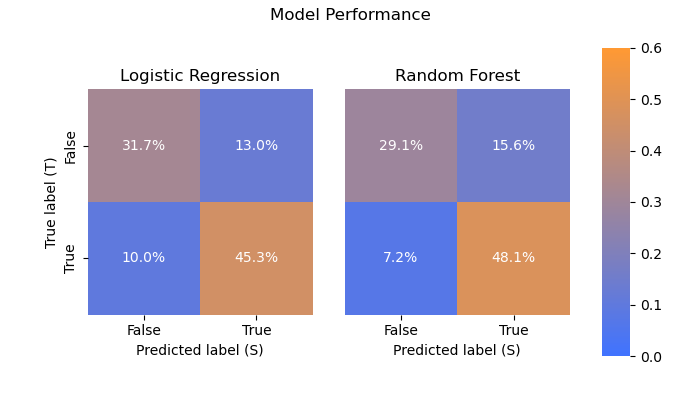 Model Performance
Logistic Regression
Random Forest
True label (T)
False
True
31.7%
13.0%
10.0%
45.3%
29.1%
15.6%
7.2%
48.1%
False
True
Predicted label (S)
False
True
Predicted label (S)
0.6
0.5
0.4
0.3
0.2
0.1
0.0